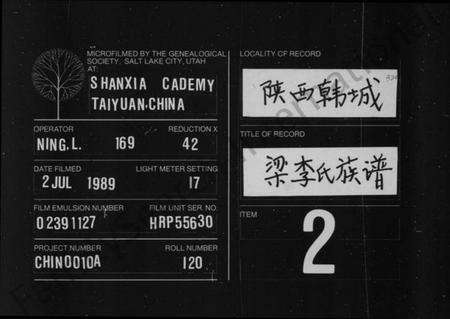 MICROFILMED BY THE GENEALOGICAL
SOCIETY, SALT LAKE CITY, UTAH
AT:
SHANXIA CADEMY
TAIYUAN.CHINA
OPERATOR
NING.L. 169
REDUCTION X
42
DATE FILMED
2 JUL 1989
LIGHT METER SETTING
17
FILM EMULSION NUMBER
02391127
FILM UNIT SER. NO.
HRP55630
PROJECT NUMBER
CHIN0010A
ROLL NUMBER
120
LOCALITY OF RECORD
陕西韩城
TITLE OF RECORD
梁李氏族谱
ITEM
2